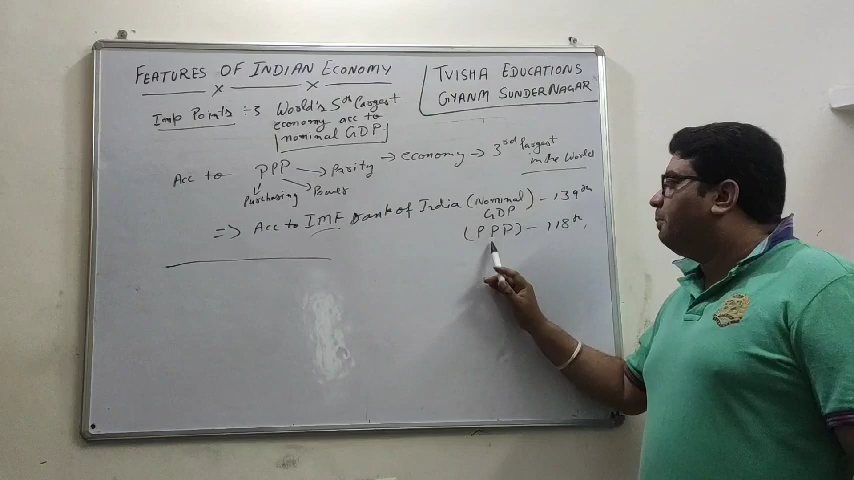 FEATURES OF INDIAN ECONOMY
TVISHA EDUCATIONS
GYANM SUNDERNAGAR
Imp Points :- World's 5th largest
economy acc to
nominal GDP
Acc to PPP → Parity → economy → 3rd largest
in the World
Purchasing Power
=> Acc to IMF Rank of India (Nominal) - 139th
GDP
(PPP) - 118th